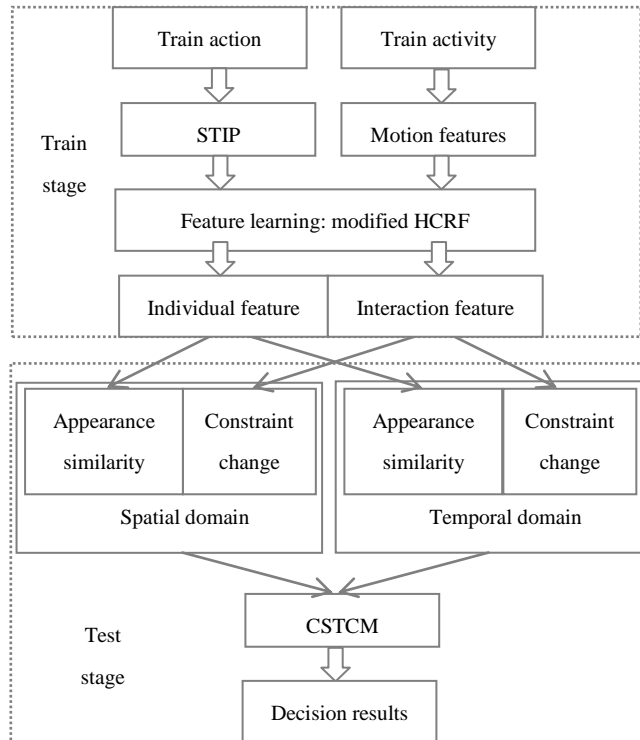 Train action
Train activity
STIP
Motion features
Train
stage
Feature learning: modified HCRF
Individual feature
Interaction feature
Appearance
similarity
Constraint
change
Spatial domain
Appearance
similarity
Constraint
change
Temporal domain
CSTCM
Test
stage
Decision results